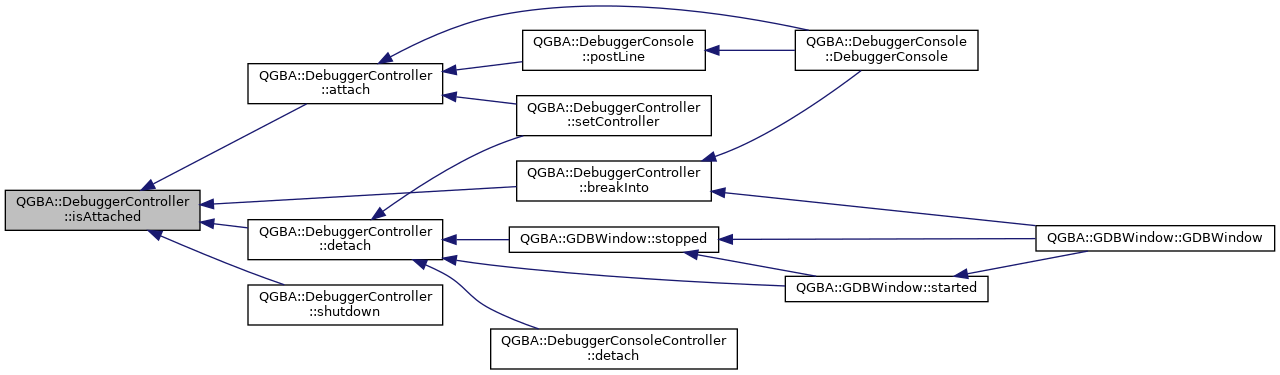 QGBA::DebuggerController
::isAttached
QGBA::DebuggerController
::attach
QGBA::DebuggerConsole
::postLine
QGBA::DebuggerConsole
::DebuggerConsole
QGBA::DebuggerController
::setController
QGBA::DebuggerController
::breakInto
QGBA::DebuggerController
::detach
QGBA::GDBWindow::stopped
QGBA::GDBWindow::GDBWindow
QGBA::GDBWindow::started
QGBA::DebuggerController
::shutdown
QGBA::DebuggerConsoleController
::detach